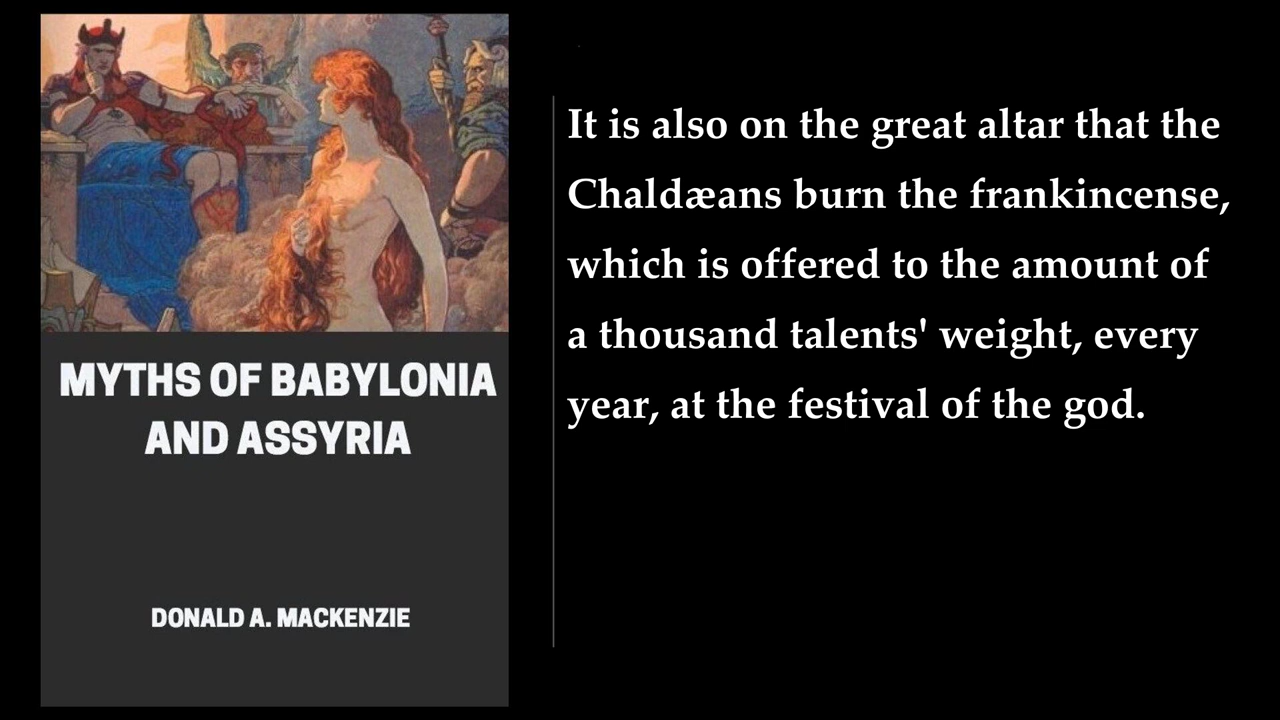 MYTHS OF BABYLONIA
AND ASSYRIA
DONALD A. MACKENZIE
It is also on the great altar that the
Chaldæans burn the frankincense,
which is offered to the amount of
a thousand talents' weight, every
year, at the festival of the god.